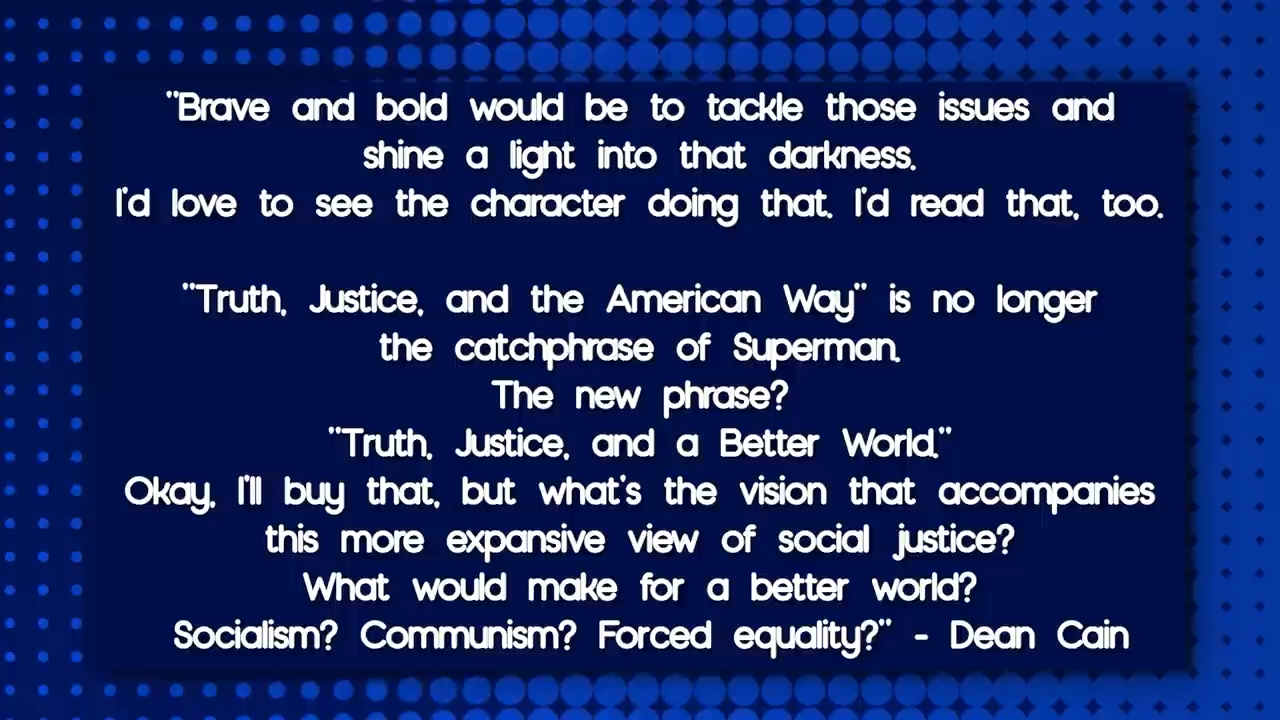 "Brave and bold would be to tackle those issues and
shine a light into that darkness.
I'd love to see the character doing that. I'd read that, too.
"Truth, Justice, and the American Way" is no longer
the catchphrase of Superman.
The new phrase?
"Truth, Justice, and a Better World."
Okay, I'll buy that, but what's the vision that accompanies
this more expansive view of social justice?
What would make for a better world?
Socialism? Communism? Forced equality?" - Dean Cain